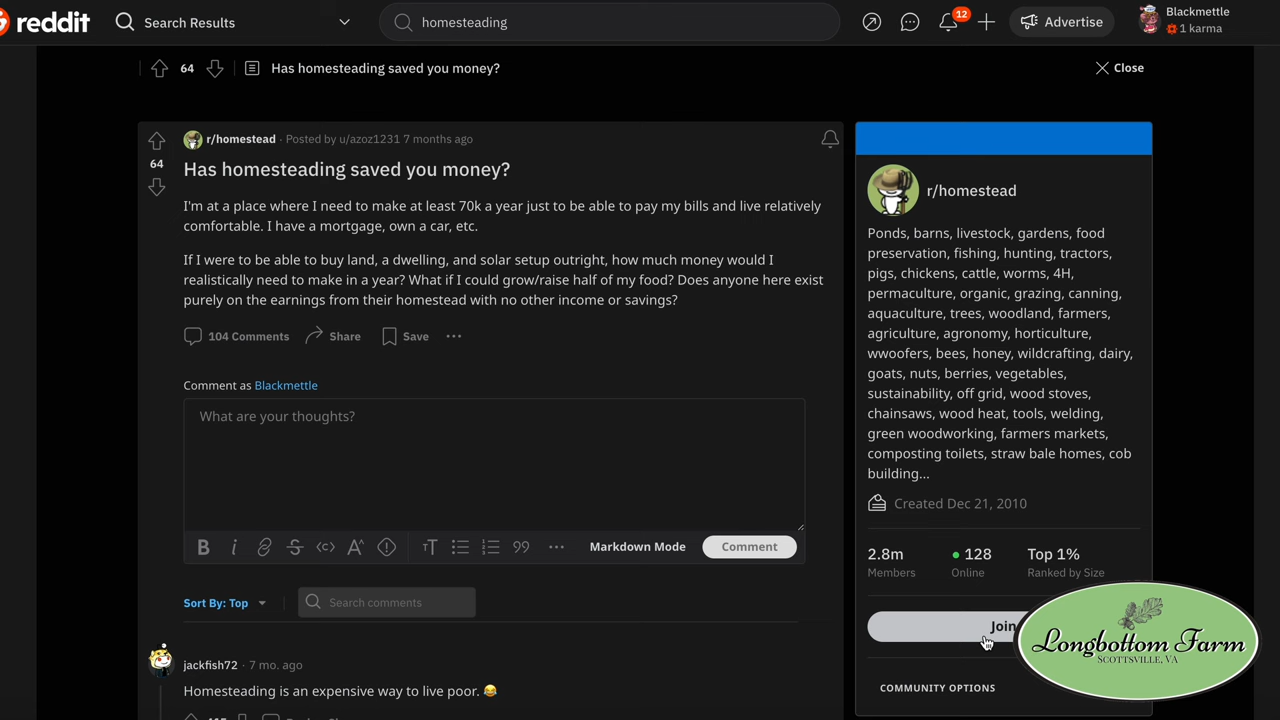 reddit
Search Results
homesteading
12
Advertise
Blackmettle
1 karma
64
Has homesteading saved you money?
Close
r/homestead · Posted by u/azoz1231 7 months ago
64
Has homesteading saved you money?
I'm at a place where I need to make at least 70k a year just to be able to pay my bills and live relatively
comfortable. I have a mortgage, own a car, etc.
If I were to be able to buy land, a dwelling, and solar setup outright, how much money would I
realistically need to make in a year? What if I could grow/raise half of my food? Does anyone here exist
purely on the earnings from their homestead with no other income or savings?
104 Comments
Share
Save
Comment as Blackmettle
What are your thoughts?
Markdown Mode
Comment
Sort By: Top
Search comments
jackfish72 · 7 mo. ago
Homesteading is an expensive way to live poor. 😂
r/homestead
Ponds, barns, livestock, gardens, food
preservation, fishing, hunting, tractors,
pigs, chickens, cattle, worms, 4H,
permaculture, organic, grazing, canning,
aquaculture, trees, woodland, farmers,
agriculture, agronomy, horticulture,
wwoofers, bees, honey, wildcrafting, dairy,
goats, nuts, berries, vegetables,
sustainability, off grid, wood stoves,
chainsaws, wood heat, tools, welding,
green woodworking, farmers markets,
composting toilets, straw bale homes, cob
building...
Created Dec 21, 2010
2.8m
Members
128
Online
Top 1%
Ranked by Size
Join
COMMUNITY OPTIONS
Longbottom Farm
SCOTTSVILLE, VA